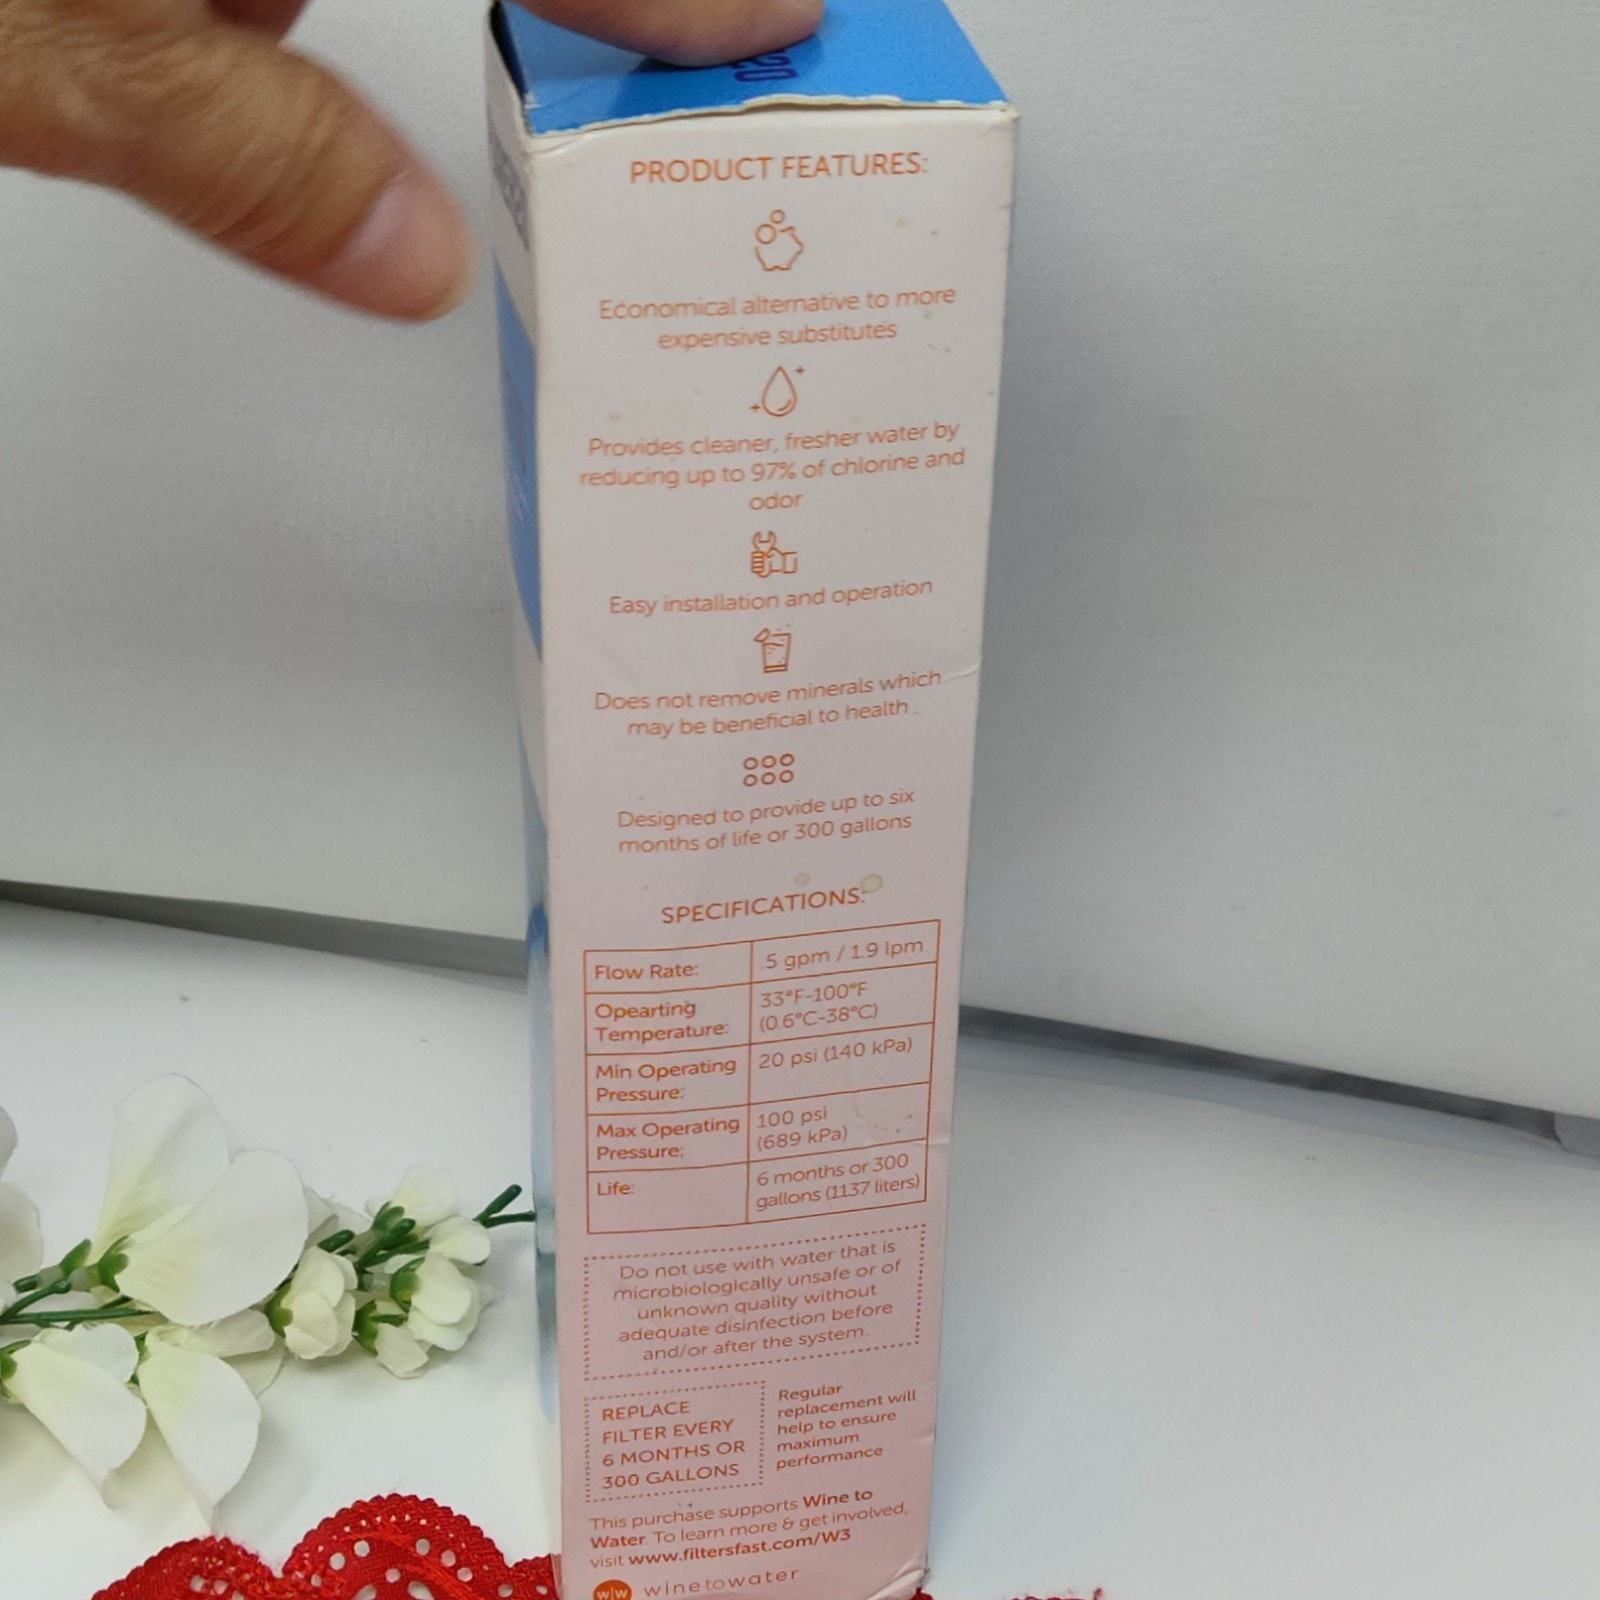 PRODUCT FEATURES:
Economical alternative to more
expensive substitutes
Provides cleaner, fresher water by
reducing up to 97% of chlorine and
odor
Easy installation and operation
Does not remove minerals which
may be beneficial to health.
Designed to provide up to six
months of life or 300 gallons
SPECIFICATIONS:
Flow Rate: .5 gpm / 1.9 lpm
Opearting 33°F-100°F
Temperature: (0.6°C-38°C)
Min Operating 20 psi (140 kPa)
Pressure:
Max Operating 100 psi
Pressure: (689 kPa)
Life: 6 months or 300
gallons (1137 liters)
Do not use with water that is
microbiologically unsafe or of
unknown quality without
adequate disinfection before
and/or after the system.
REPLACE
FILTER EVERY
6 MONTHS OR
300 GALLONS
Regular
replacement will
help to ensure
maximum
performance
This purchase supports Wine to
Water. To learn more & get involved,
visit www.filtersfast.com/W3
w|w winetowater